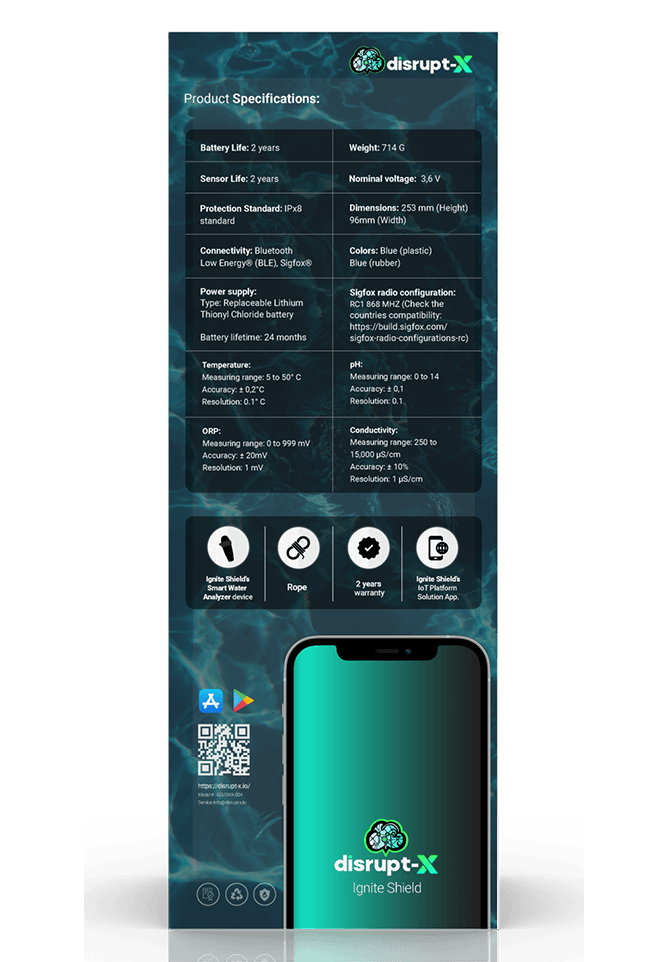 disrupt-X
Product Specifications:
Battery Life: 2 years
Weight: 714 G
Sensor Life: 2 years
Nominal voltage: 3,6 V
Protection Standard: IPx8
standard
Dimensions: 253 mm (Height)
96mm (Width)
Connectivity: Bluetooth
Low Energy® (BLE), Sigfox®
Colors: Blue (plastic)
Blue (rubber)
Power supply:
Type: Replaceable Lithium
Thionyl Chloride battery
Battery lifetime: 24 months
Sigfox radio configuration:
RC1 868 MHZ (Check the
countries compatibility:
https://build.sigfox.com/
sigfox-radio-configurations-rc)
Temperature:
Measuring range: 5 to 50° C
Accuracy: ± 0,2°C
Resolution: 0.1° C
pH:
Measuring range: 0 to 14
Accuracy: ± 0,1
Resolution: 0.1
ORP:
Measuring range: 0 to 999 mV
Accuracy: ± 20mV
Resolution: 1 mV
Conductivity:
Measuring range: 250 to
15,000 µS/cm
Accuracy: ± 10%
Resolution: 1 µS/cm
Ignite Shield's
Smart Water
Analyzer device
Rope
2 years
warranty
Ignite Shield's
IoT Platform
Solution App.
https://disrupt-x.io/
disrupt-X
Ignite Shield